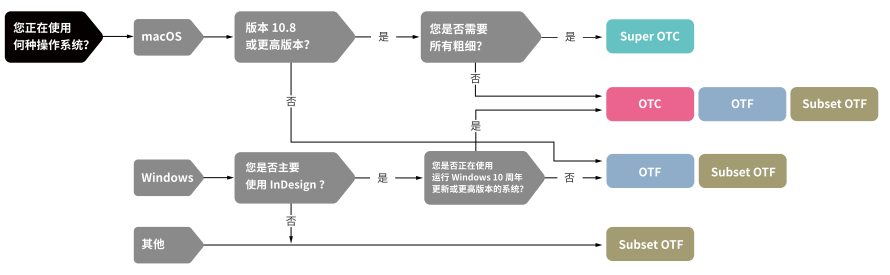 您正在使用
何种操作系统?
macOS
版本 10.8
或更高版本?
是
您是否需要
所有粗细?
是
Super OTC
否
否
OTC
OTF
Subset OTF
是
Windows
您是否主要
使用 InDesign ?
是
您是否正在使用
运行 Windows 10 周年
更新或更高版本的系统?
否
OTF
Subset OTF
否
其他
Subset OTF